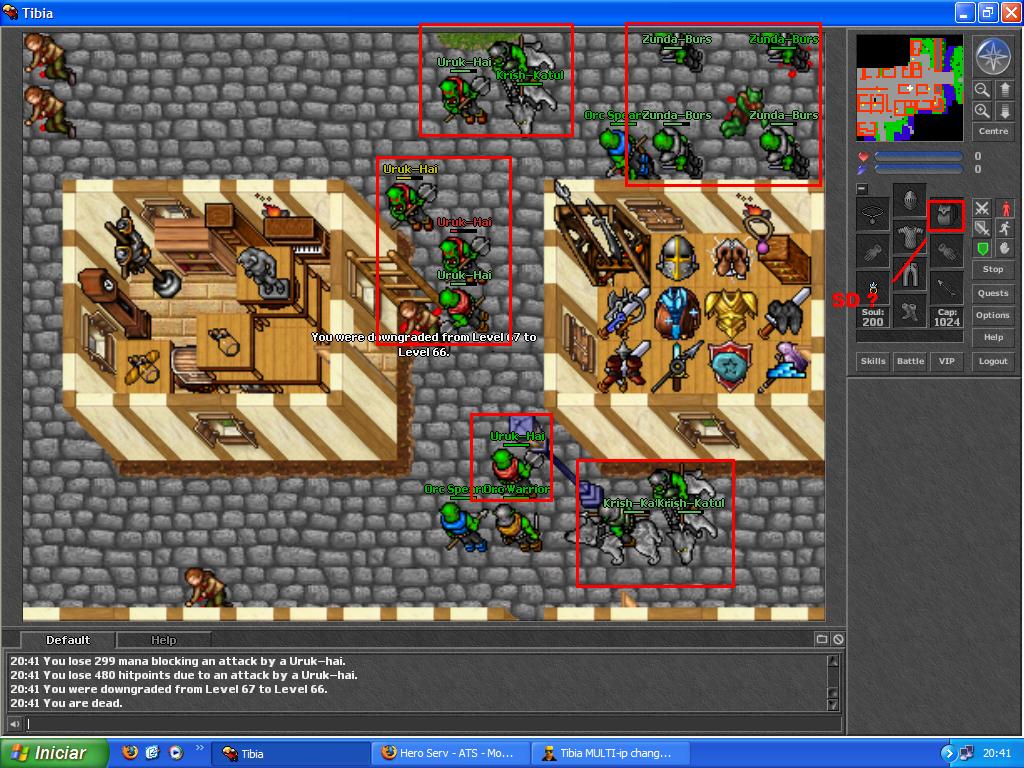 Tibia
Uruk-Hai
Krish-Katul
Zunda-Burs
Zunda-Burs
Orc Spear
Zunda-Burs
Zunda-Burs
Uruk-Hai
Uruk-Hai
Uruk-Hai
You were downgraded from Level 67 to
Level 66.
Uruk-Hai
Orc Spear
Orc Warrior
Krish-Ka
Krish-Katul
Centre
0
0
SD ?
Soul:
200
Cap:
1024
Stop
Quests
Options
Help
Skills
Battle
VIP
Logout
Default
Help
20:41 You lose 299 mana blocking an attack by a Uruk-hai.
20:41 You lose 480 hitpoints due to an attack by a Uruk-hai.
20:41 You were downgraded from Level 67 to Level 66.
20:41 You are dead.
Iniciar
Tibia
Hero Serv - ATS - Mo...
Tibia MULTI-ip chang...
20:41